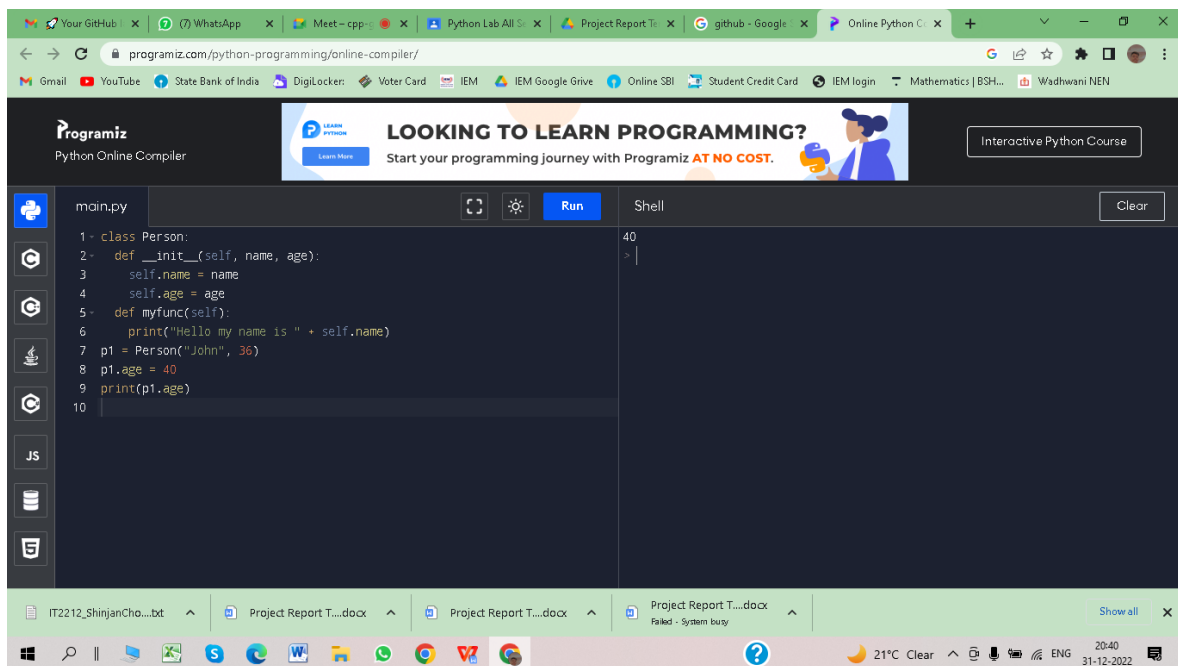 Your GitHub
(7) WhatsApp
Meet – cpp-g
Python Lab All S
Project Report Te
github - Google S
Online Python C
programiz.com/python-programming/online-compiler/
Gmail
YouTube
State Bank of India
DigiLocker:
Voter Card
IEM
IEM Google Grive
Online SBI
Student Credit Card
IEM login
Mathematics | BSH...
Wadhwani NEN
Programiz
Python Online Compiler
LEARN
PYTHON
Learn More
LOOKING TO LEARN PROGRAMMING?
Start your programming journey with Programiz AT NO COST.
Interactive Python Course
main.py
Run
Shell
Clear
1 class Person:
2 def __init__(self, name, age):
3 self.name = name
4 self.age = age
5 def myfunc(self):
6 print("Hello my name is " + self.name)
7 p1 = Person("John", 36)
8 p1.age = 40
9 print(p1.age)
10
40
>
JS
IT2212_ShinjanCho....txt
Project Report T....docx
Project Report T....docx
Project Report T....docx
Failed - System busy
Show all
21°C Clear
ENG
20:40
31-12-2022